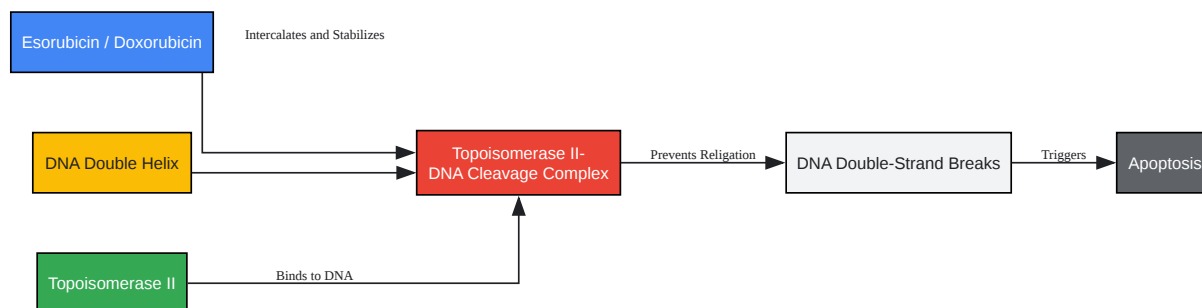 Esorubicin / Doxorubicin
Intercalates and Stabilizes
DNA Double Helix
Topoisomerase II-
DNA Cleavage Complex
Prevents Religation
DNA Double-Strand Breaks
Triggers
Apoptosis
Topoisomerase II
Binds to DNA